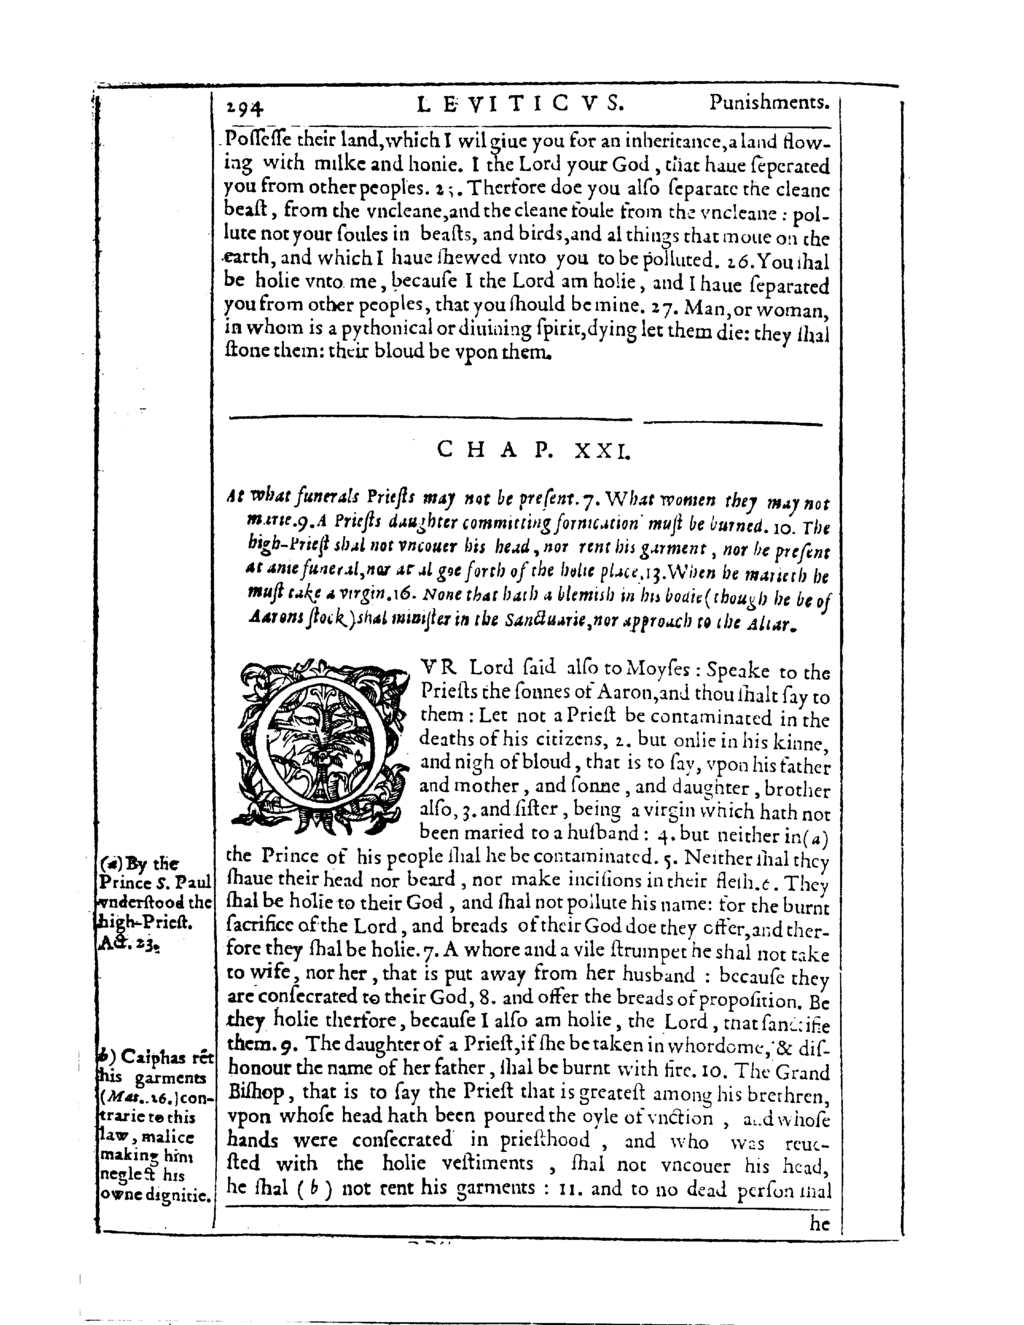 294 LEVITICVS. Punishments.
Poſſeſſe their land,which I wil giue you for an inheritance,a land flow-
ing with milke and honie. I the Lord your God , that haue ſeperated
you from other peoples. 25. Therfore doe you alſo ſeparate the cleane
beaſt , from the vncleane,and the cleane foule from the vncleane : pol-
lute not your ſoules in beaſts, and birds,and al things that moue on the
earth, and which I haue ſhewed vnto you to be polluted. 26. You ſhal
be holie vnto me , becauſe I the Lord am holie, and I haue ſeparated
you from other peoples, that you ſhould be mine. 27. Man,or woman,
in whom is a pythonical or diuining ſpirit,dying let them die: they ſhal
ſtone them: their bloud be vpon them.
CHAP. XXI.
At what funerals Prieſts may not be preſent. 7. What women they may not
marie. 9. A Prieſts daughter committing fornication muſt be burned. 10. The
high-Prieſt shal not vncouer his head , nor rent his garment , nor be preſent
at anie funeral,nor at al goe forth of the holie place. 13. When he marieth he
muſt take a virgin. 16. None that hath a blemish in his bodie (though he be of
Aarons ſtock) shal miniſter in the Sanctuarie,nor approach to the Altar.
OVR Lord ſaid alſo to Moyſes : Speake to the
Prieſts the ſonnes of Aaron,and thou ſhalt ſay to
them : Let not a Prieſt be contaminated in the
deaths of his citizens, 2. but onlie in his kinne,
and nigh of bloud , that is to ſay, vpon his father
and mother , and ſonne , and daughter , brother
alſo, 3. and ſiſter , being a virgin which hath not
been maried to a huſband : 4. but neither in (a)
the Prince of his people ſhal he be contaminated. 5. Neither ſhal they
ſhaue their head nor beard , nor make inciſions in their fleſh. 6. They
ſhal be holie to their God , and ſhal not pollute his name: for the burnt
ſacrifice of the Lord , and breads of their God doe they offer,and ther-
fore they ſhal be holie. 7. A whore and a vile ſtrumpet he shal not take
to wife, nor her , that is put away from her husband : becauſe they
are conſecrated to their God, 8. and offer the breads of propoſition. Be
they holie therfore , becauſe I alſo am holie , the Lord , that ſanctifie
them. 9. The daughter of a Prieſt,if ſhe be taken in whordome, & diſ-
honour the name of her father , ſhal be burnt with fire. 10. The Grand
Biſhop , that is to ſay the Prieſt that is greateſt among his brethren,
vpon whoſe head hath been poured the oyle of vnction , and whoſe
hands were conſecrated in prieſthood , and who was reue-
ſted with the holie veſtiments , ſhal not vncouer his head,
he ſhal (b) not rent his garments : 11. and to no dead perſon ſhal
he
(a) By the
Prince S. Paul
vnderſtood the
high-Prieſt.
Act. 23.
b) Caiphas rēt
his garments
(Mat. 26.) con-
trarie to this
law , malice
making him
neglect his
owne dignitie.